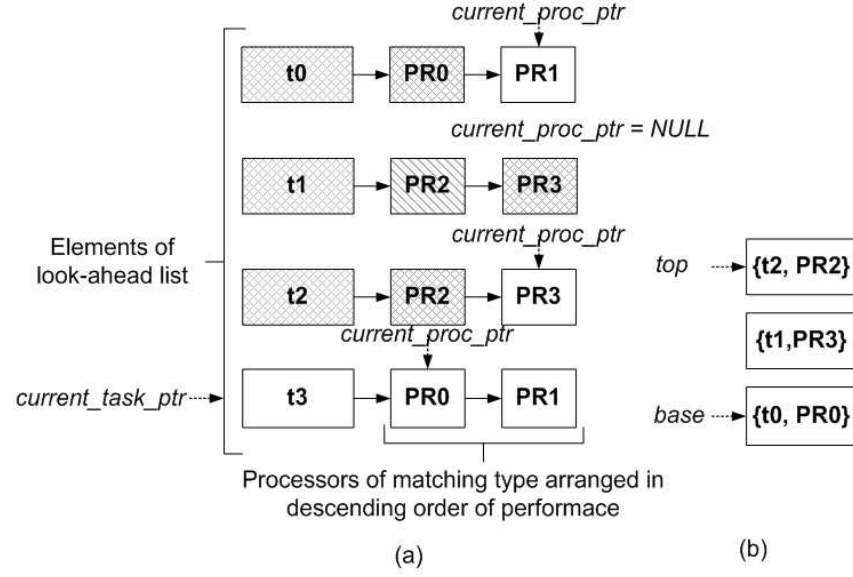 current_proc_ptr
t0 PR0 PR1
current_proc_ptr = NULL
t1 PR2 PR3
current_proc_ptr
Elements of
look-ahead list
t2 PR2 PR3
current_proc_ptr
current_task_ptr
t3 PR0 PR1
Processors of matching type arranged in
descending order of performace
(a)
top
{t2, PR2}
{t1,PR3}
base
{t0, PR0}
(b)